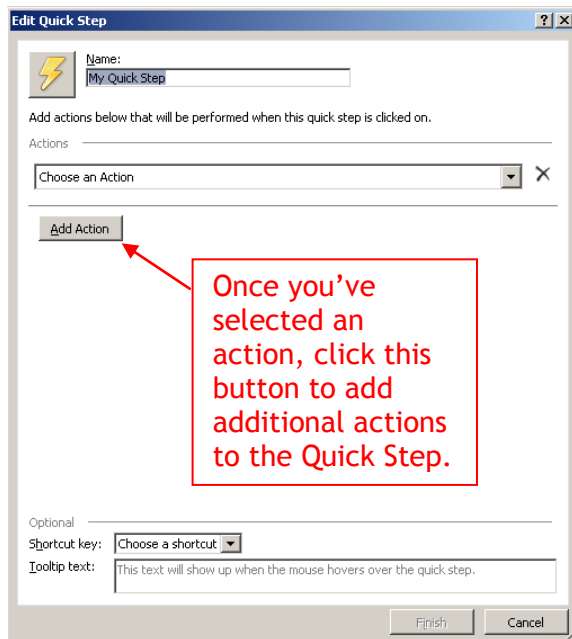 Edit Quick Step
Name:
My Quick Step
Add actions below that will be performed when this quick step is clicked on.
Actions
Choose an Action
Add Action
Once you've
selected an
action, click this
button to add
additional actions
to the Quick Step.
Optional
Shortcut key: Choose a shortcut
Tooltip text: This text will show up when the mouse hovers over the quick step.
Finish Cancel